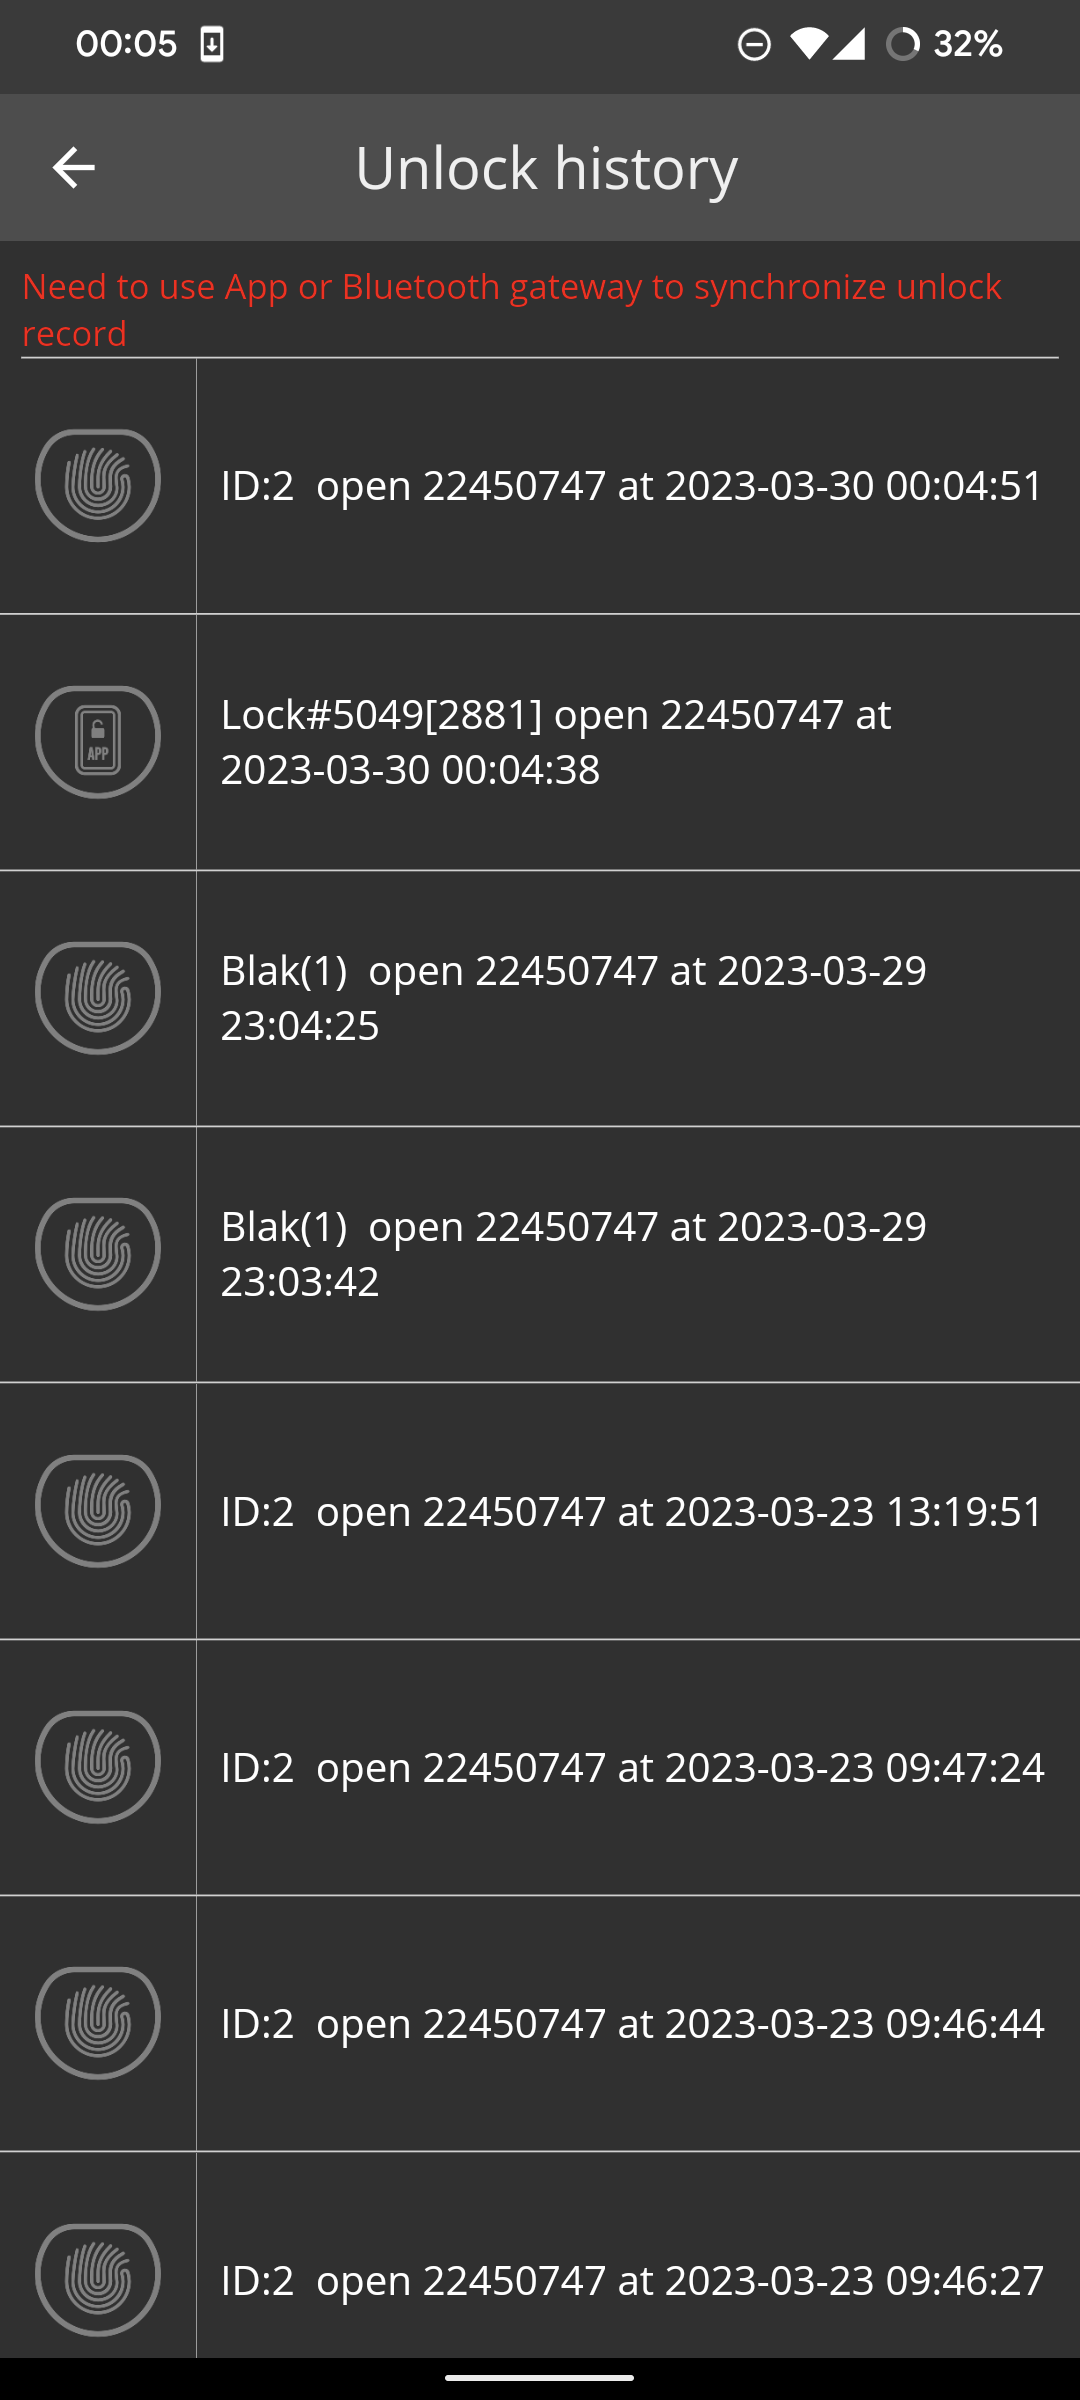 00:05
32%
Unlock history
Need to use App or Bluetooth gateway to synchronize unlock
record
ID:2  open 22450747 at 2023-03-30 00:04:51
APP
Lock#5049[2881] open 22450747 at
2023-03-30 00:04:38
Blak(1)  open 22450747 at 2023-03-29
23:04:25
Blak(1)  open 22450747 at 2023-03-29
23:03:42
ID:2  open 22450747 at 2023-03-23 13:19:51
ID:2  open 22450747 at 2023-03-23 09:47:24
ID:2  open 22450747 at 2023-03-23 09:46:44
ID:2  open 22450747 at 2023-03-23 09:46:27